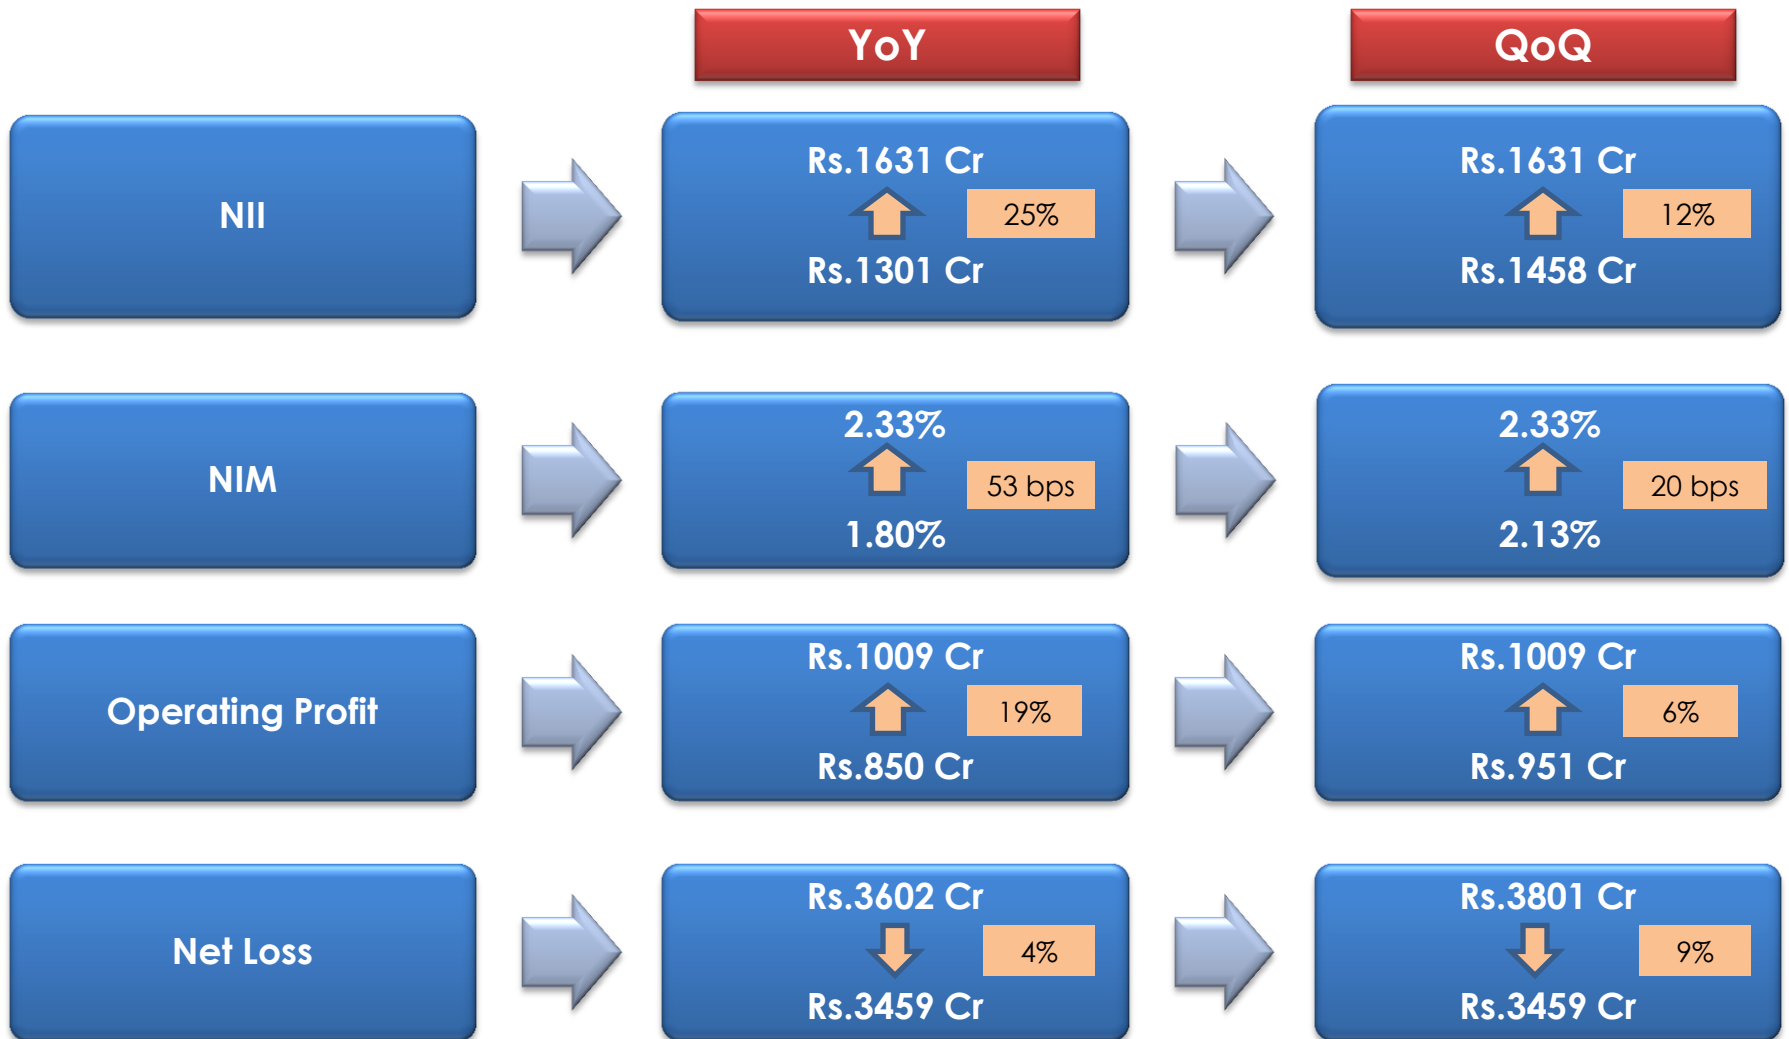 YoY
QoQ
NII
Rs.1631 Cr
25%
Rs.1301 Cr
Rs.1631 Cr
12%
Rs.1458 Cr
NIM
2.33%
53 bps
1.80%
2.33%
20 bps
2.13%
Operating Profit
Rs.1009 Cr
19%
Rs.850 Cr
Rs.1009 Cr
6%
Rs.951 Cr
Net Loss
Rs.3602 Cr
4%
Rs.3459 Cr
Rs.3801 Cr
9%
Rs.3459 Cr